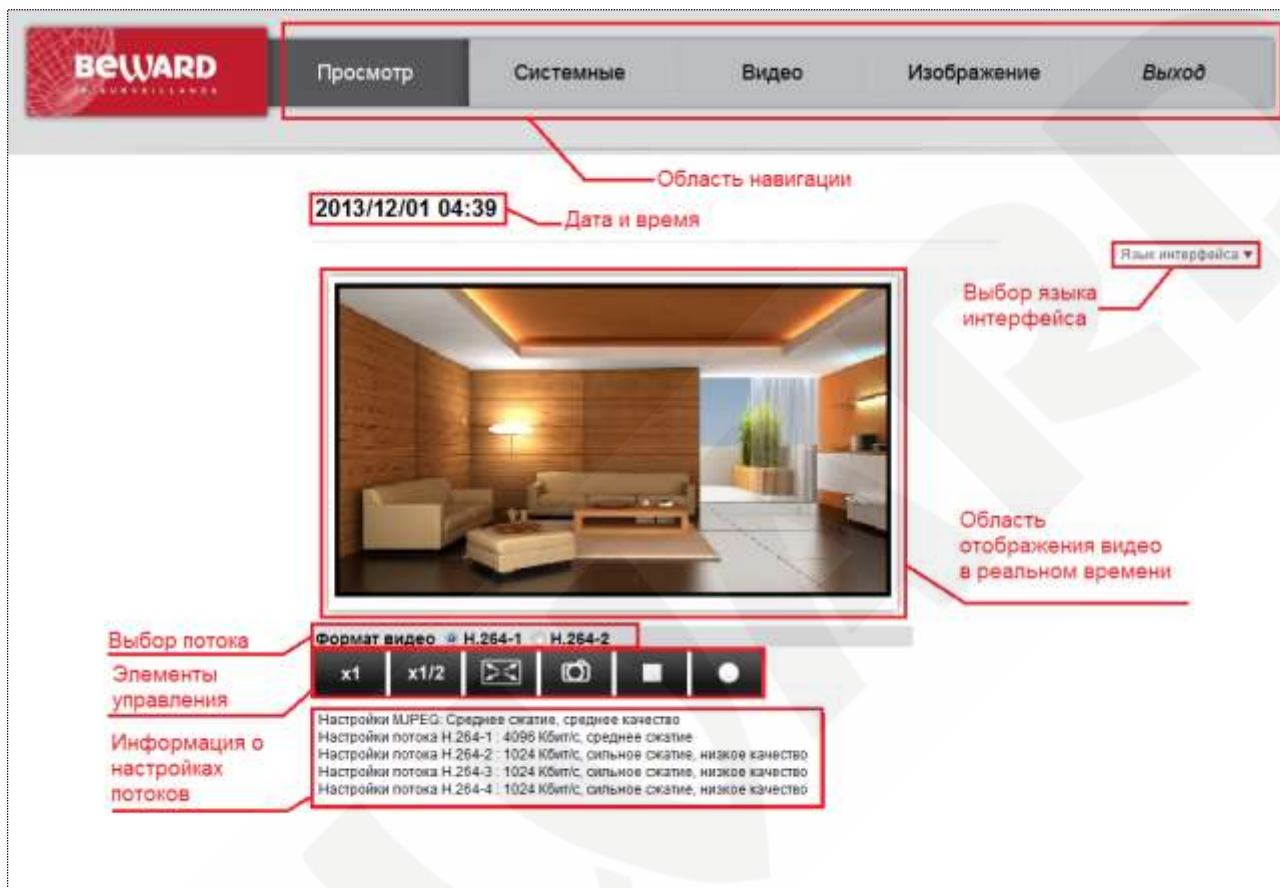 BEWARD
IP SURVEILLANCE
Просмотр
Системные
Видео
Изображение
Выход
Область навигации
2013/12/01 04:39
Дата и время
Язык интерфейса
Выбор языка
интерфейса
Область
отображения видео
в реальном времени
Выбор потока
Формат видео H.264-1 H.264-2
Элементы
управления
x1
x1/2
Информация о
настройках
потоков
Настройки MJPEG: Среднее сжатие, среднее качество
Настройки потока H.264-1 : 4096 Кбит/с, среднее сжатие
Настройки потока H.264-2 : 1024 Кбит/с, сильное сжатие, низкое качество
Настройки потока H.264-3 : 1024 Кбит/с, сильное сжатие, низкое качество
Настройки потока H.264-4 : 1024 Кбит/с, сильное сжатие, низкое качество